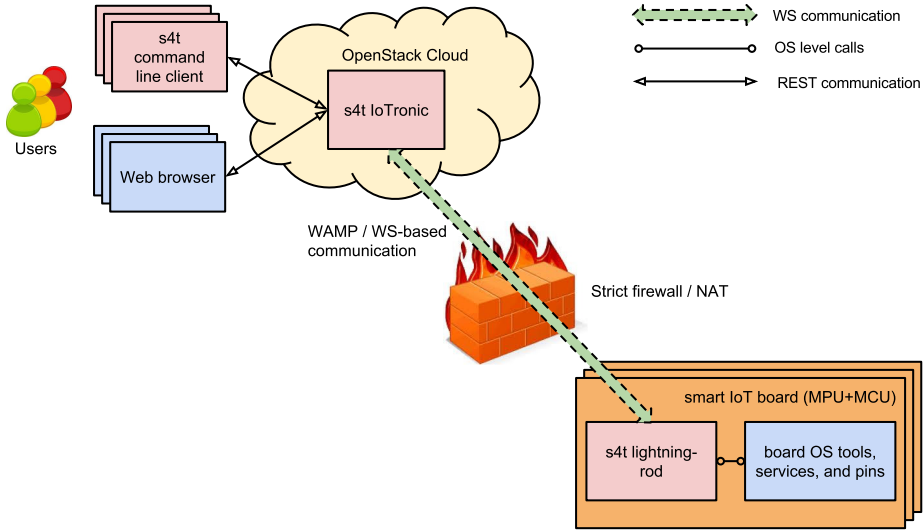 s4t
command
line client
OpenStack Cloud
WS communication
OS level calls
REST communication
s4t IoTronic
Users
Web browser
WAMP / WS-based
communication
Strict firewall / NAT
smart IoT board (MPU+MCU)
s4t lightning-
rod
board OS tools,
services, and pins